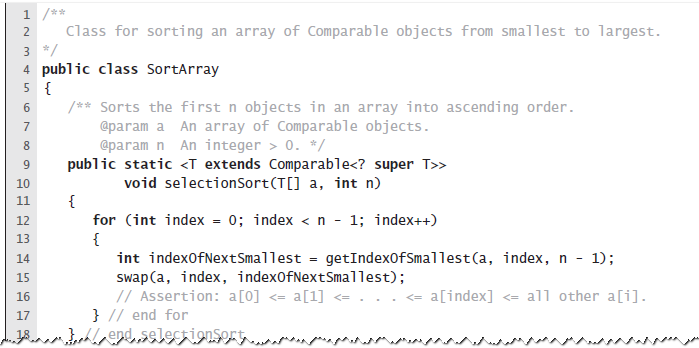 1 /**
2 Class for sorting an array of Comparable objects from smallest to largest.
3 */
4 public class SortArray
5 {
6 /** Sorts the first n objects in an array into ascending order.
7 @param a An array of Comparable objects.
8 @param n An integer > 0. */
9 public static <T extends Comparable<? super T>>
10 void selectionSort(T[] a, int n)
11 {
12 for (int index = 0; index < n - 1; index++)
13 {
14 int indexOfNextSmallest = getIndexOfSmallest(a, index, n - 1);
15 swap(a, index, indexOfNextSmallest);
16 // Assertion: a[0] <= a[1] <= . . . <= a[index] <= all other a[i].
17 } // end for
18 } // end selectionSort